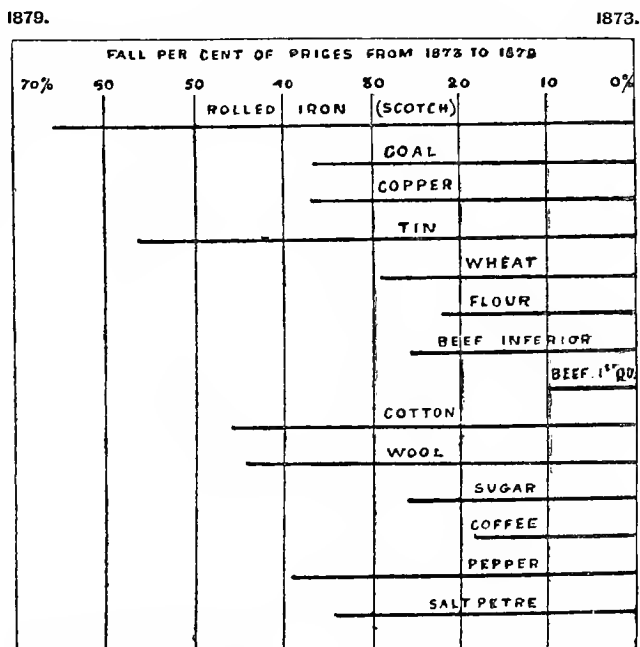 1879. 1873.
FALL PER CENT OF PRICES FROM 1873 TO 1879
70% 60 50 40 30 20 10 0%
ROLLED IRON (SCOTCH)
COAL
COPPER
TIN
WHEAT
FLOUR
BEEF INFERIOR
BEEF. 1ST QU.
COTTON
WOOL
SUGAR
COFFEE
PEPPER
SALT PETRE